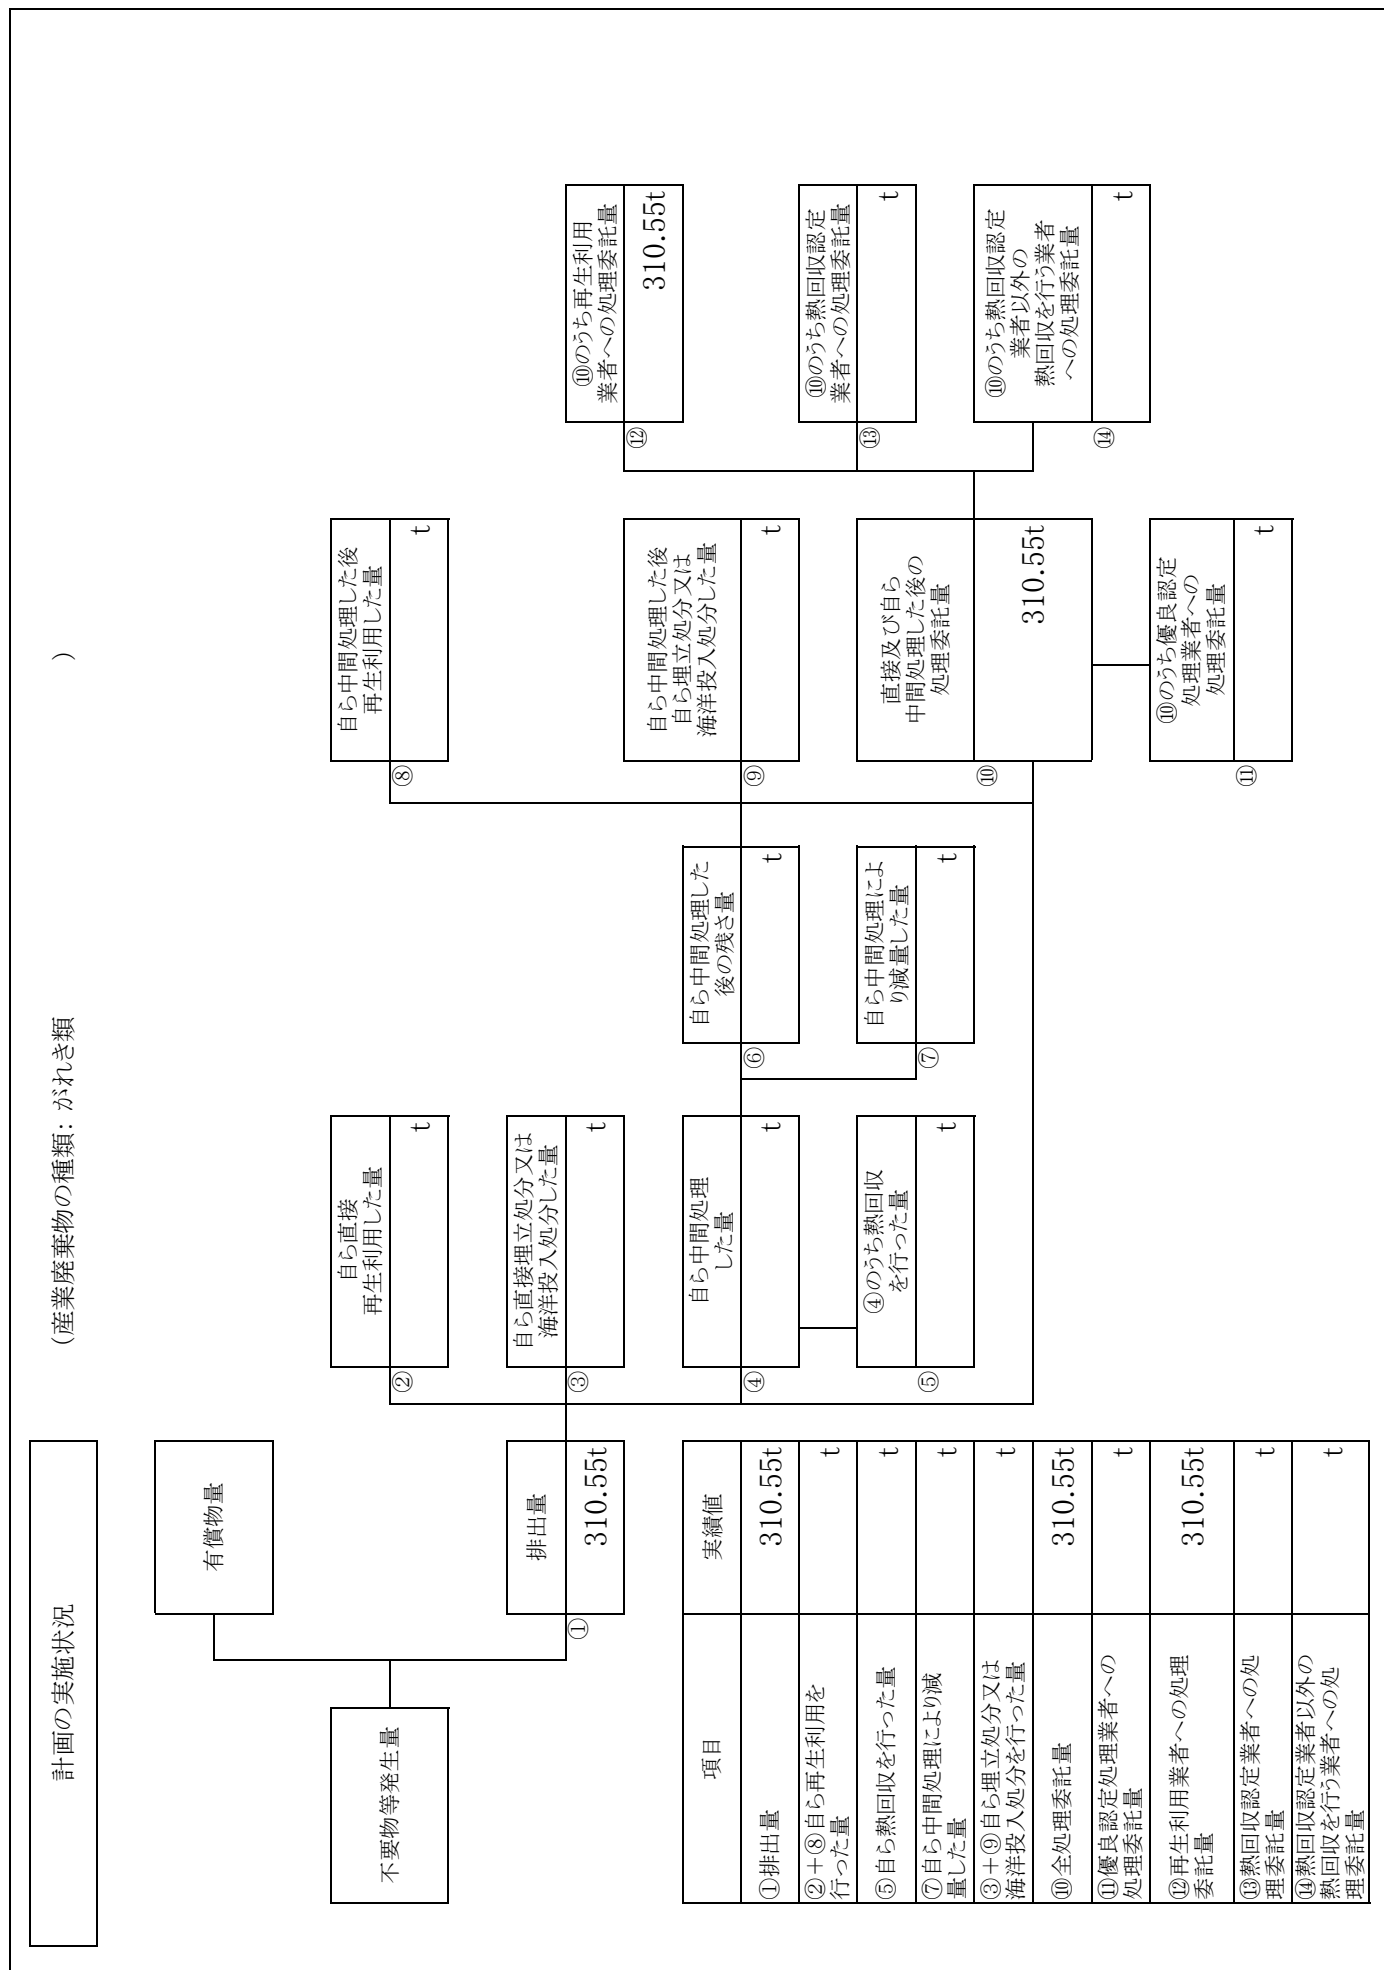 計画の実施状況
（産業廃棄物の種類：がれき類　　　　　）
不要物等発生量
有償物量
①
排出量
310.55t
②
自ら直接
再生利用した量
t
③
自ら直接埋立処分又は
海洋投入処分した量
t
④
自ら中間処理
した量
t
⑤
④のうち熱回収
を行った量
t
⑥
自ら中間処理した
後の残さ量
t
⑦
自ら中間処理によ
り減量した量
t
⑧
自ら中間処理した後
再生利用した量
t
⑨
自ら中間処理した後
自ら埋立処分又は
海洋投入処分した量
t
⑩
直接及び自ら
中間処理した後の
処理委託量
310.55t
⑪
⑩のうち優良認定
処理業者への
処理委託量
t
⑫
⑩のうち再生利用
業者への処理委託量
310.55t
⑬
⑩のうち熱回収認定
業者への処理委託量
t
⑭
⑩のうち熱回収認定
業者以外の
熱回収を行う業者
への処理委託量
t
項目 実績値
①排出量 310.55t
②＋⑧自ら再生利用を
行った量 t
⑤自ら熱回収を行った量 t
⑦自ら中間処理により減
量した量 t
③＋⑨自ら埋立処分又は
海洋投入処分を行った量 t
⑩全処理委託量 310.55t
⑪優良認定処理業者への
処理委託量 t
⑫再生利用業者への処理
委託量 310.55t
⑬熱回収認定業者への処
理委託量 t
⑭熱回収認定業者以外の
熱回収を行う業者への処
理委託量 t